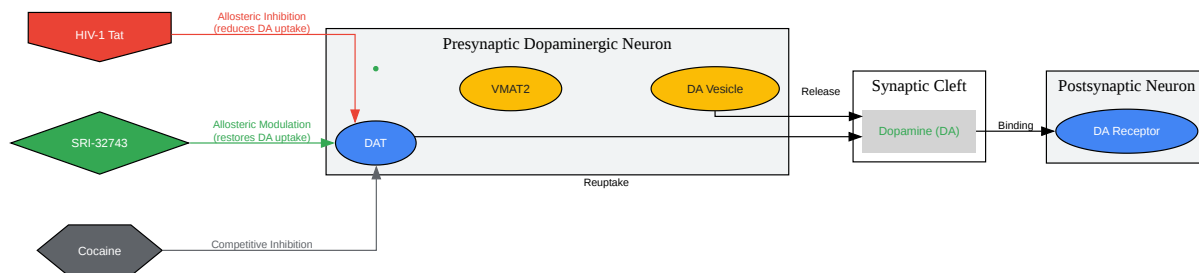 HIV-1 Tat
Allosteric Inhibition
(reduces DA uptake)
Presynaptic Dopaminergic Neuron
VMAT2
DA Vesicle
Release
Synaptic Cleft
Postsynaptic Neuron
SRI-32743
Allosteric Modulation
(restores DA uptake)
DAT
Dopamine (DA)
Binding
DA Receptor
Reuptake
Cocaine
Competitive Inhibition